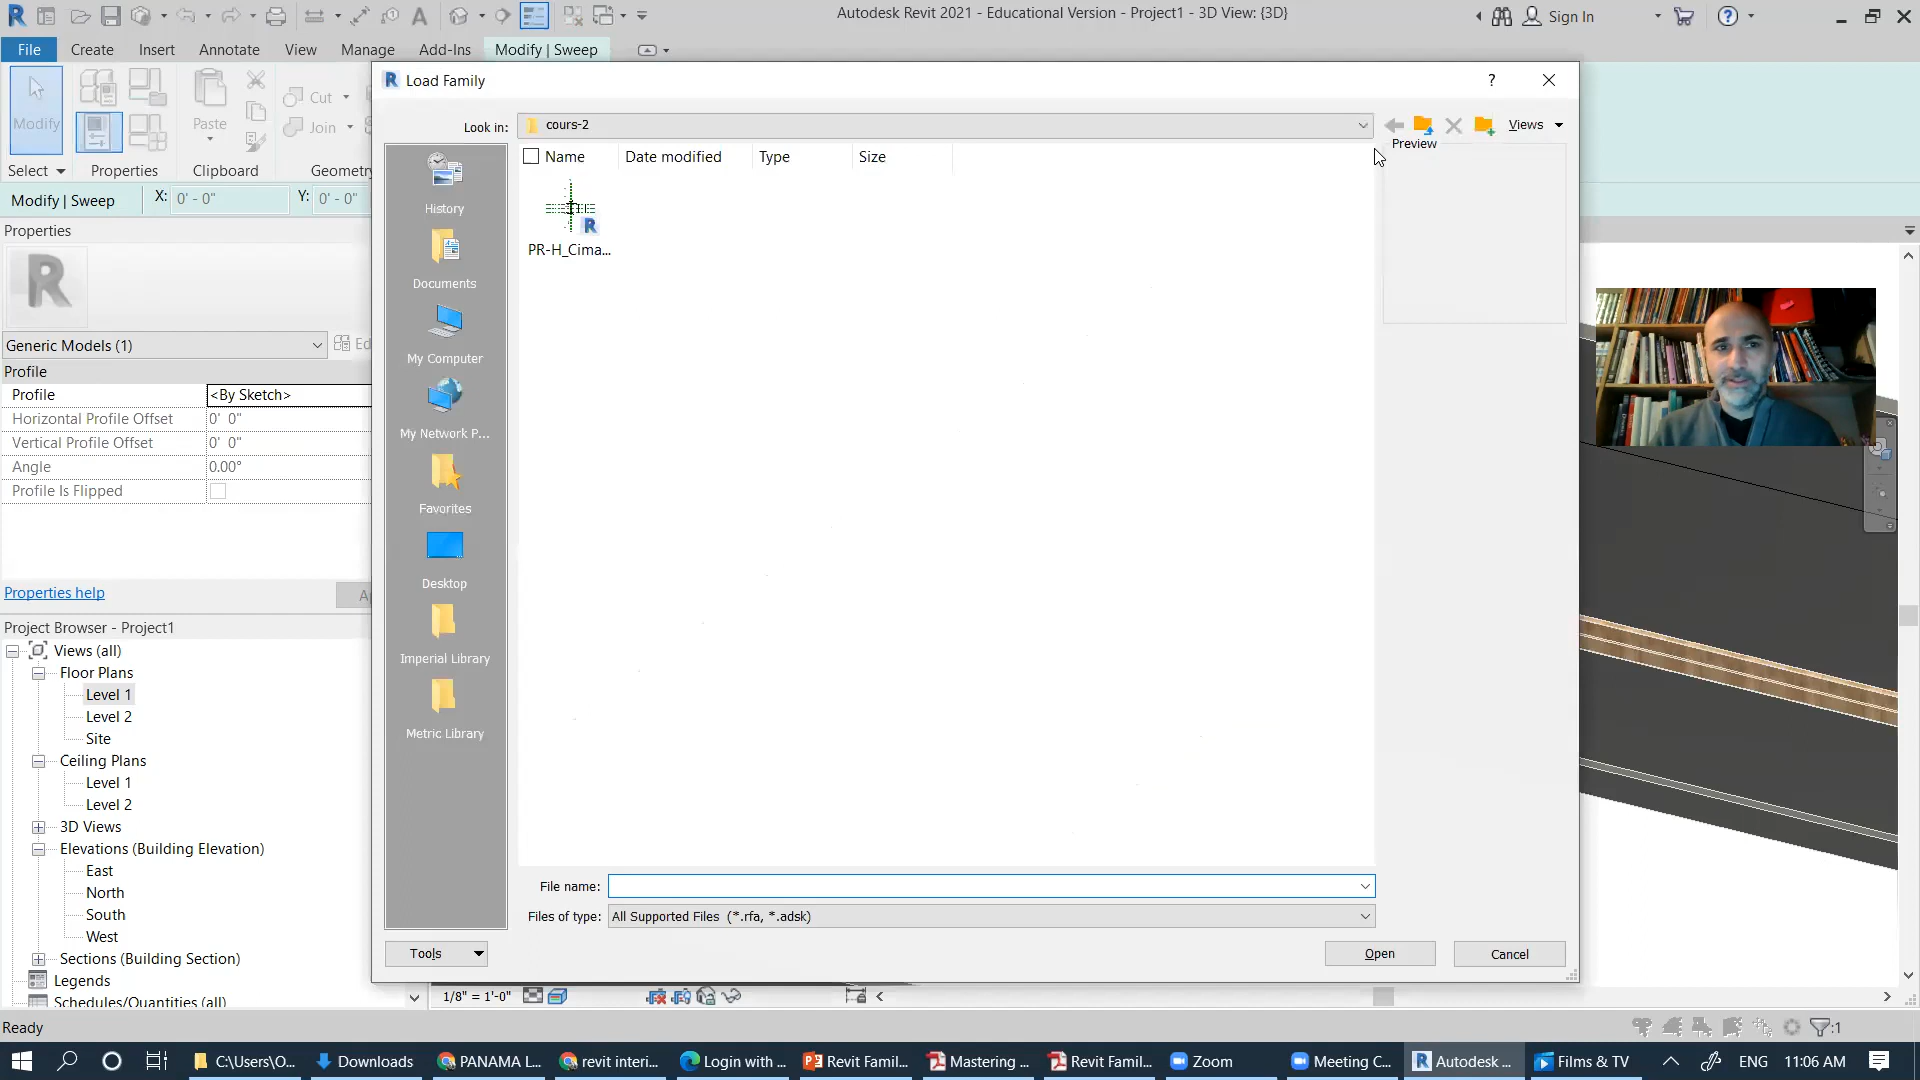 Autodesk Revit 2021 - Educational Version - Project1 - 3D View: {3D}
Sign In
File Create Insert Annotate View Manage Add-Ins Modify | Sweep
Modify
Paste
Cut
Join
Select Properties Clipboard Geometry
Modify | Sweep X: 0' - 0" Y: 0' - 0"
Properties
Generic Models (1)
Ed
Profile
Profile <By Sketch>
Horizontal Profile Offset 0' 0"
Vertical Profile Offset 0' 0"
Angle 0.00°
Profile Is Flipped
Properties help
Ap
Project Browser - Project1
Views (all)
Floor Plans
Level 1
Level 2
Site
Ceiling Plans
Level 1
Level 2
3D Views
Elevations (Building Elevation)
East
North
South
West
Sections (Building Section)
Legends
Schedules/Quantities (all)
Load Family
Look in: cours-2
Views
Preview
Name Date modified Type Size
PR-H_Cima...
History
Documents
My Computer
My Network P...
Favorites
Desktop
Imperial Library
Metric Library
File name:
Files of type: All Supported Files (*.rfa, *.adsk)
Tools Open Cancel
1/8" = 1'-0"
Ready
:1
C:\Users\O... Downloads PANAMA L... revit interi... Login with ... Revit Famil... Mastering ... Revit Famil... Zoom Meeting C... Autodesk ... Films & TV ENG 11:06 AM